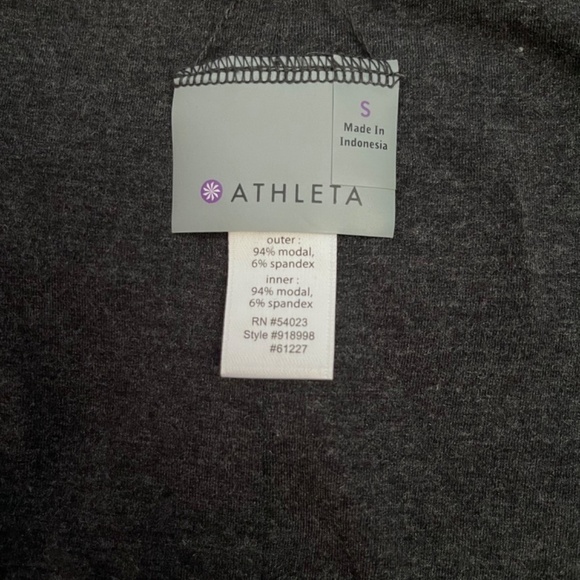 S
Made In
Indonesia
ATHLETA
outer :
94% modal,
6% spandex
inner :
94% modal,
6% spandex
RN #54023
Style #918998
#61227